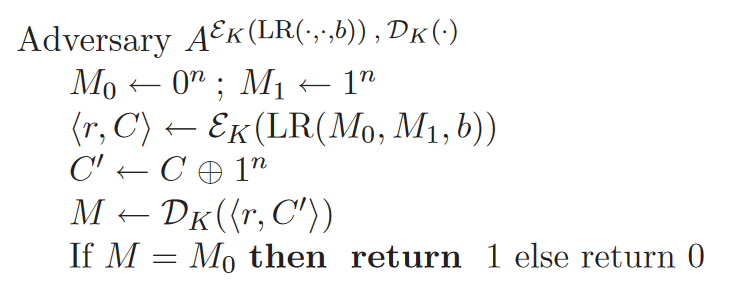 Adversary A^{ℰ_K(LR(·,·,b)) , 𝒟_K(·)}
M_0 ← 0^n ; M_1 ← 1^n
⟨r, C⟩ ← ℰ_K(LR(M_0, M_1, b))
C′ ← C ⊕ 1^n
M ← 𝒟_K(⟨r, C′⟩)
If M = M_0 then return 1 else return 0